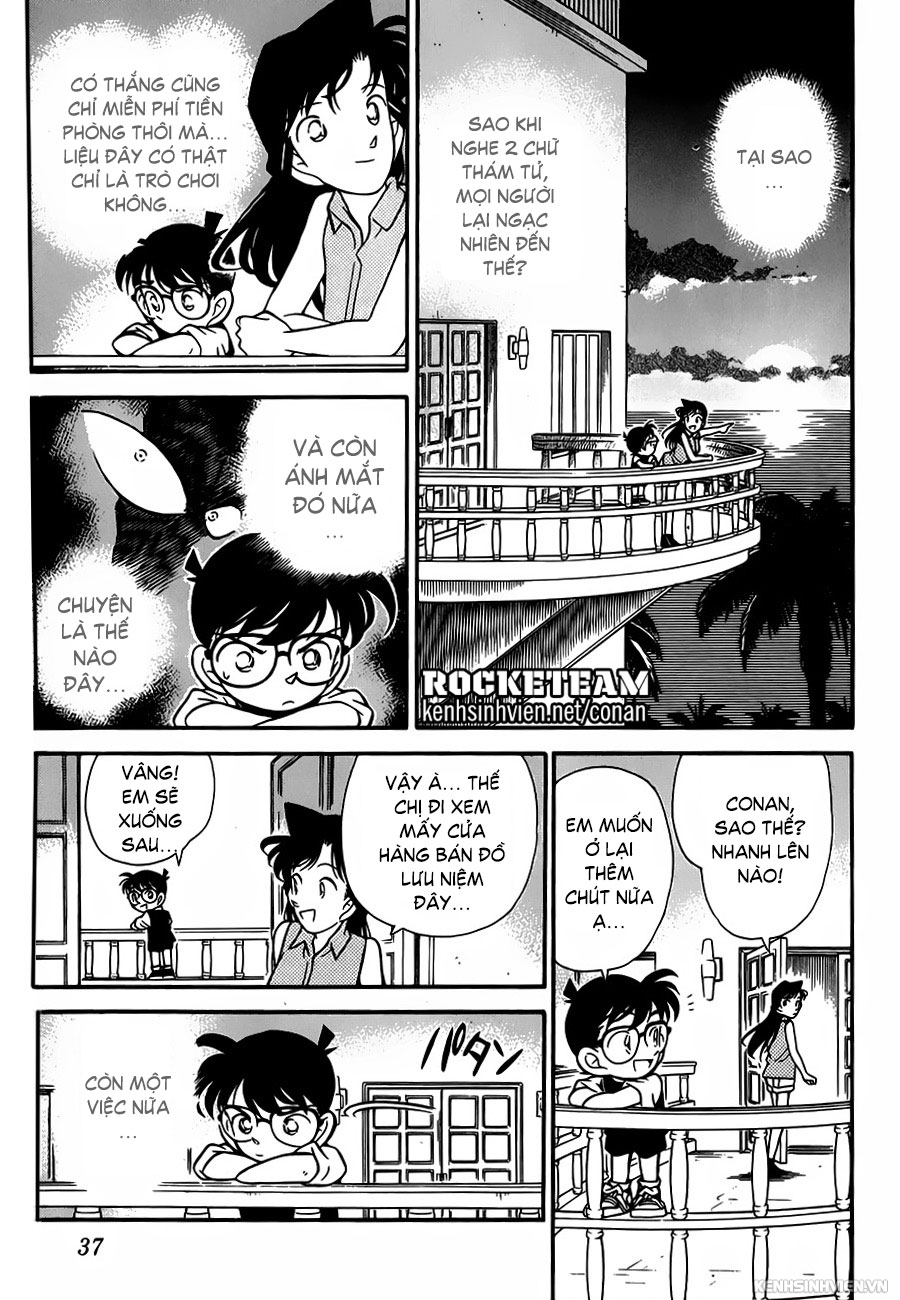 TẠI SAO
...
SAO KHI
NGHE 2 CHỮ
THÁM TỬ,
MỌI NGƯỜI
LẠI NGẠC
NHIÊN ĐẾN
THẾ?
CÓ THẮNG CŨNG
CHỈ MIỄN PHÍ TIỀN
PHÒNG THÔI MÀ...
LIỆU ĐÂY CÓ THẬT
CHỈ LÀ TRÒ CHƠI
KHÔNG...
VÀ CÒN
ÁNH MẮT
ĐÓ NỮA
...
CHUYỆN
LÀ THẾ
NÀO
ĐÂY...
ROCKETEAM
kenhsinhvien.net/conan
CONAN,
SAO THẾ?
NHANH LÊN
NÀO!
EM MUỐN
Ở LẠI
THÊM
CHÚT NỮA
Ạ...
VẬY À... THẾ
CHỊ ĐI XEM
MẤY CỬA
HÀNG BÁN ĐỒ
LƯU NIỆM
ĐÂY...
VÂNG!
EM SẼ
XUỐNG
SAU...
パタン
CÒN MỘT
VIỆC NỮA
...
37
KENHSINHVIEN.VN